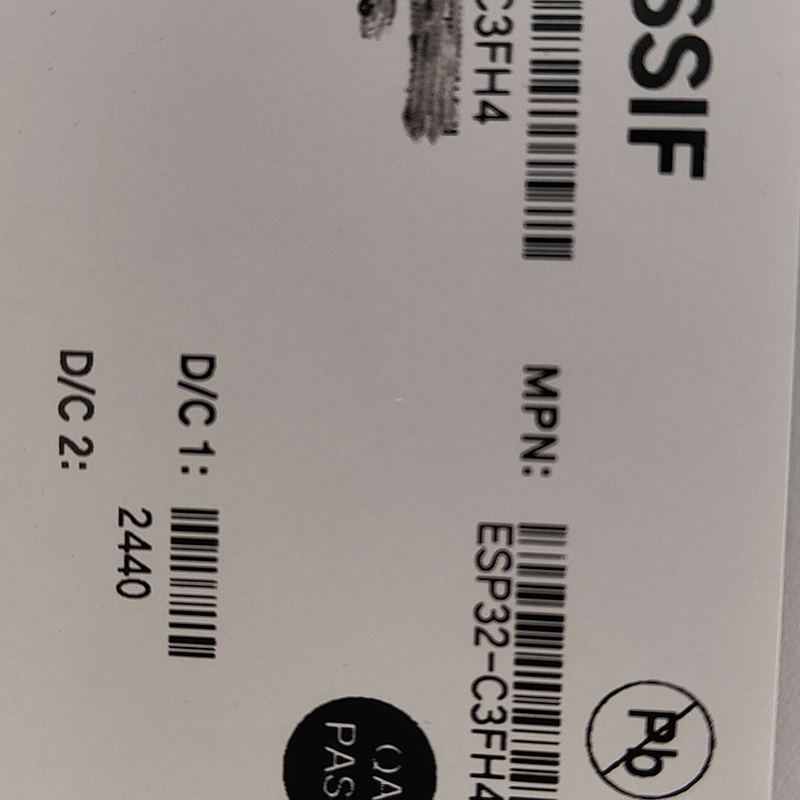 SSIF
C3FH4
MPN:
ESP32-C3FH4
Pb
D/C 1:
2440
QA
PAS
D/C 2: